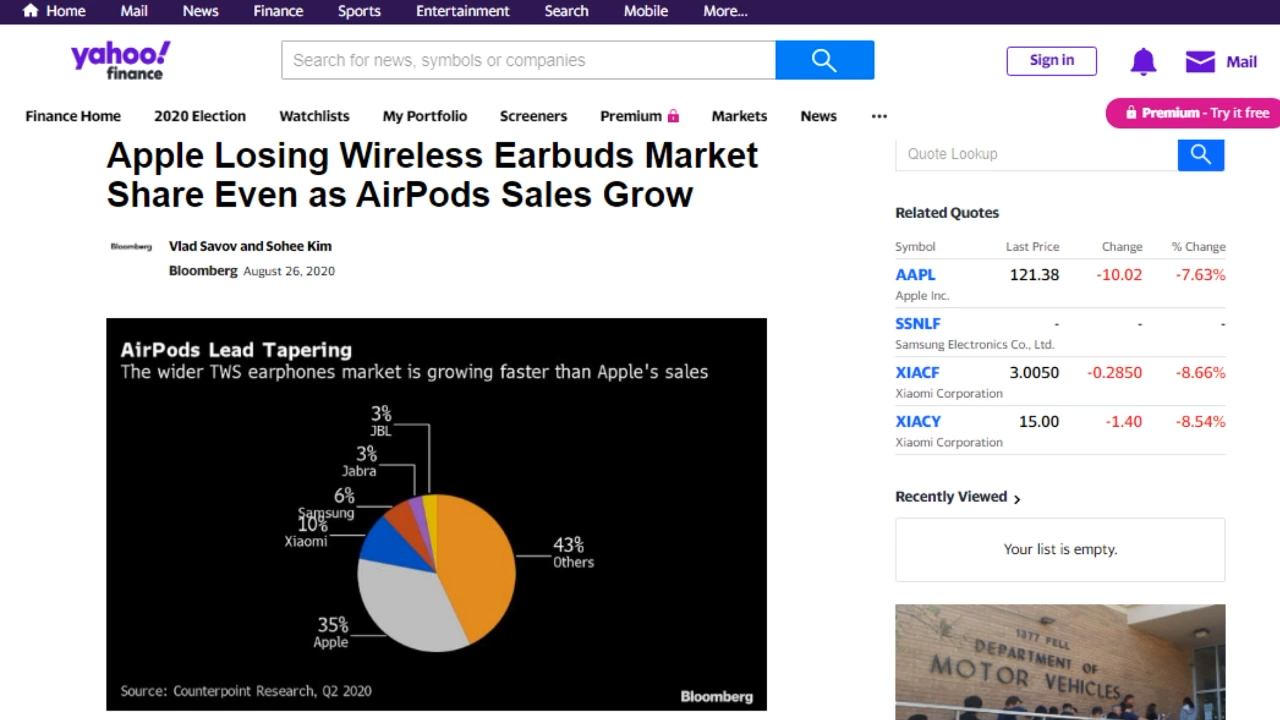 Home Mail News Finance Sports Entertainment Search Mobile More...
yahoo!
finance
Search for news, symbols or companies
Sign in
Mail
Finance Home 2020 Election Watchlists My Portfolio Screeners Premium Markets News ...
Premium - Try it free
Apple Losing Wireless Earbuds Market
Share Even as AirPods Sales Grow
Bloomberg
Vlad Savov and Sohee Kim
Bloomberg August 26, 2020
AirPods Lead Tapering
The wider TWS earphones market is growing faster than Apple's sales
3%
JBL
3%
Jabra
6%
Samsung
10%
Xiaomi
43%
Others
35%
Apple
Source: Counterpoint Research, Q2 2020
Bloomberg
Quote Lookup
Related Quotes
Symbol Last Price Change % Change
AAPL 121.38 -10.02 -7.63%
Apple Inc.
SSNLF - - -
Samsung Electronics Co., Ltd.
XIACF 3.0050 -0.2850 -8.66%
Xiaomi Corporation
XIACY 15.00 -1.40 -8.54%
Xiaomi Corporation
Recently Viewed >
Your list is empty.
1377 FELL
DEPARTMENT OF
MOTOR VEHICLES